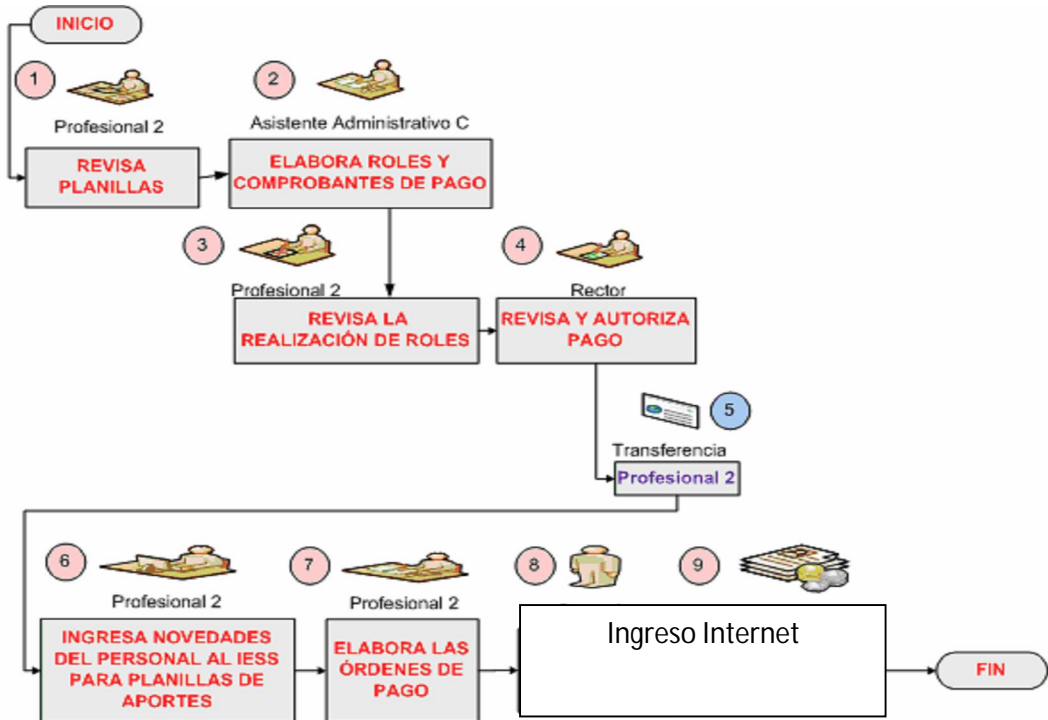 INICIO
1
2
Profesional 2
Asistente Administrativo C
REVISA
PLANILLAS
ELABORA ROLES Y
COMPROBANTES DE PAGO
3
4
Profesional 2
Rector
REVISA LA
REALIZACIÓN DE ROLES
REVISA Y AUTORIZA
PAGO
5
Transferencia
Profesional 2
6
7
8
9
Profesional 2
Profesional 2
INGRESA NOVEDADES
DEL PERSONAL AL IESS
PARA PLANILLAS DE
APORTES
ELABORA LAS
ÓRDENES DE
PAGO
Ingreso Internet
FIN